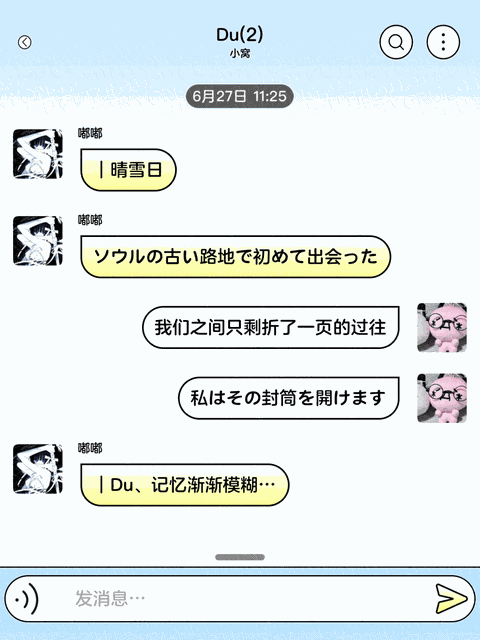 Du(2)
小窝
6月27日 11:25
嘟嘟
｜晴雪日
嘟嘟
ソウルの古い路地で初めて出会った
我们之间只剩折了一页的过往
私はその封筒を開けます
嘟嘟
｜Du、记忆渐渐模糊…
发消息…